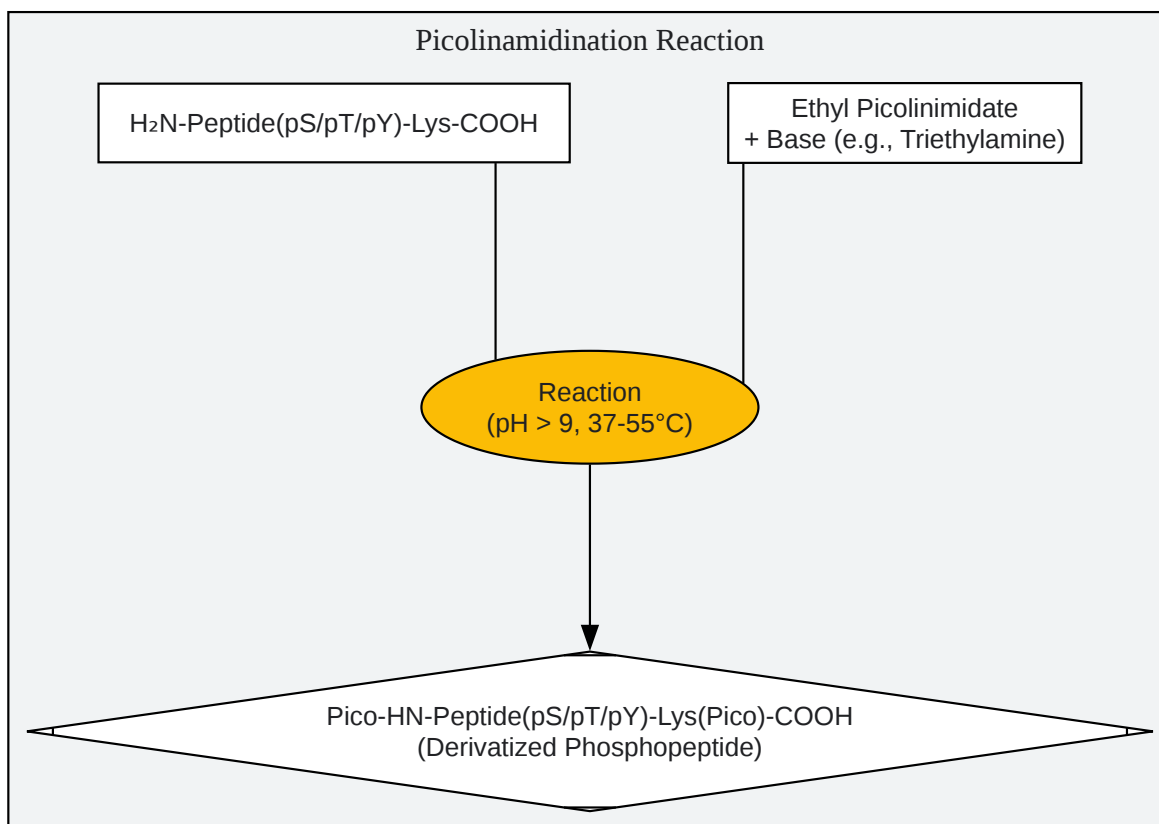 Picolinamidination Reaction
H₂N-Peptide(pS/pT/pY)-Lys-COOH
Ethyl Picolinimidate
+ Base (e.g., Triethylamine)
Reaction
(pH > 9, 37-55°C)
Pico-HN-Peptide(pS/pT/pY)-Lys(Pico)-COOH
(Derivatized Phosphopeptide)